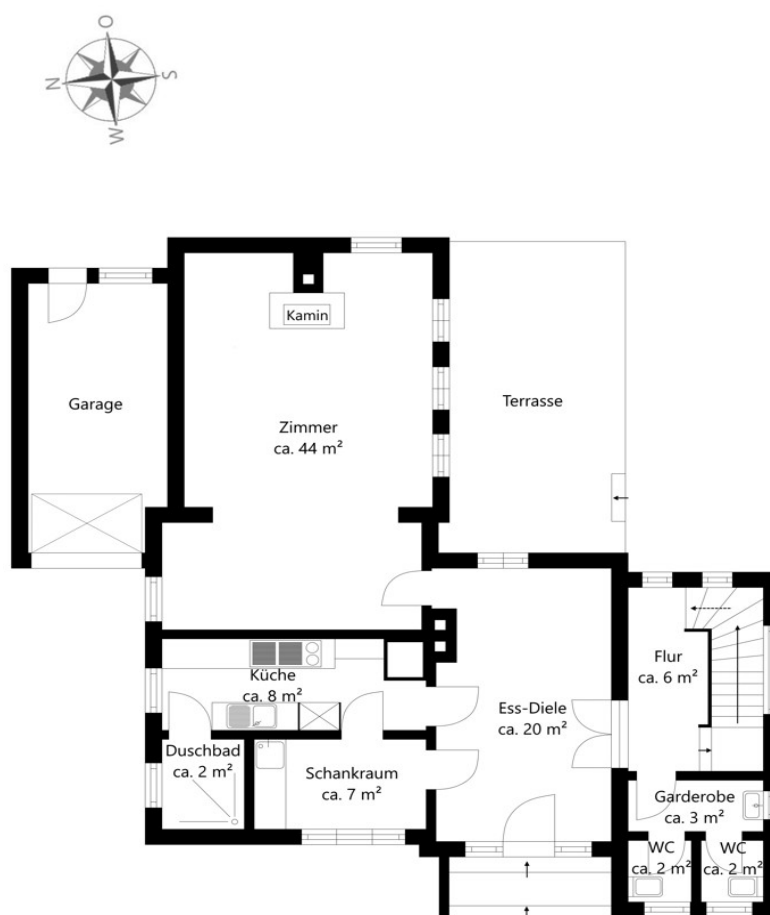 O
N
S
W
Kamin
Garage
Zimmer
ca. 44 m²
Terrasse
Küche
ca. 8 m²
Flur
ca. 6 m²
Ess-Diele
ca. 20 m²
Duschbad
ca. 2 m²
Schankraum
ca. 7 m²
Garderobe
ca. 3 m²
WC
ca. 2 m²
WC
ca. 2 m²